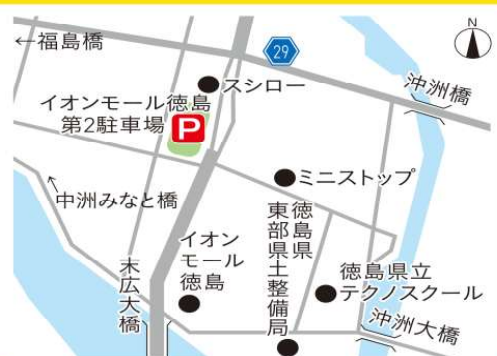 ←福島橋
29
N
沖洲橋
スシロー
イオンモール徳島
第2駐車場
P
ミニストップ
中洲みなと橋
イオン
モール
徳島
徳島県
東部県土整備局
末広大橋
徳島県立
テクノスクール
沖洲大橋